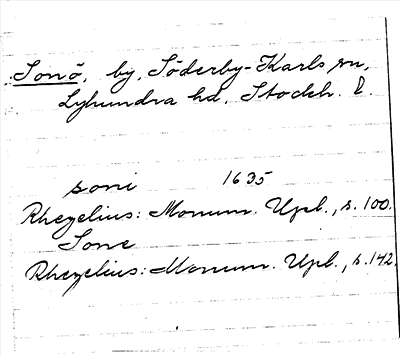 Sonö, by, Söderby-Karls sn,
Lyhundra hd, Stockh. l.
soni 1635
Rhezelius: Monum. Upl., s. 100.
Sone
Rhezelius: Monum. Upl., s. 142.